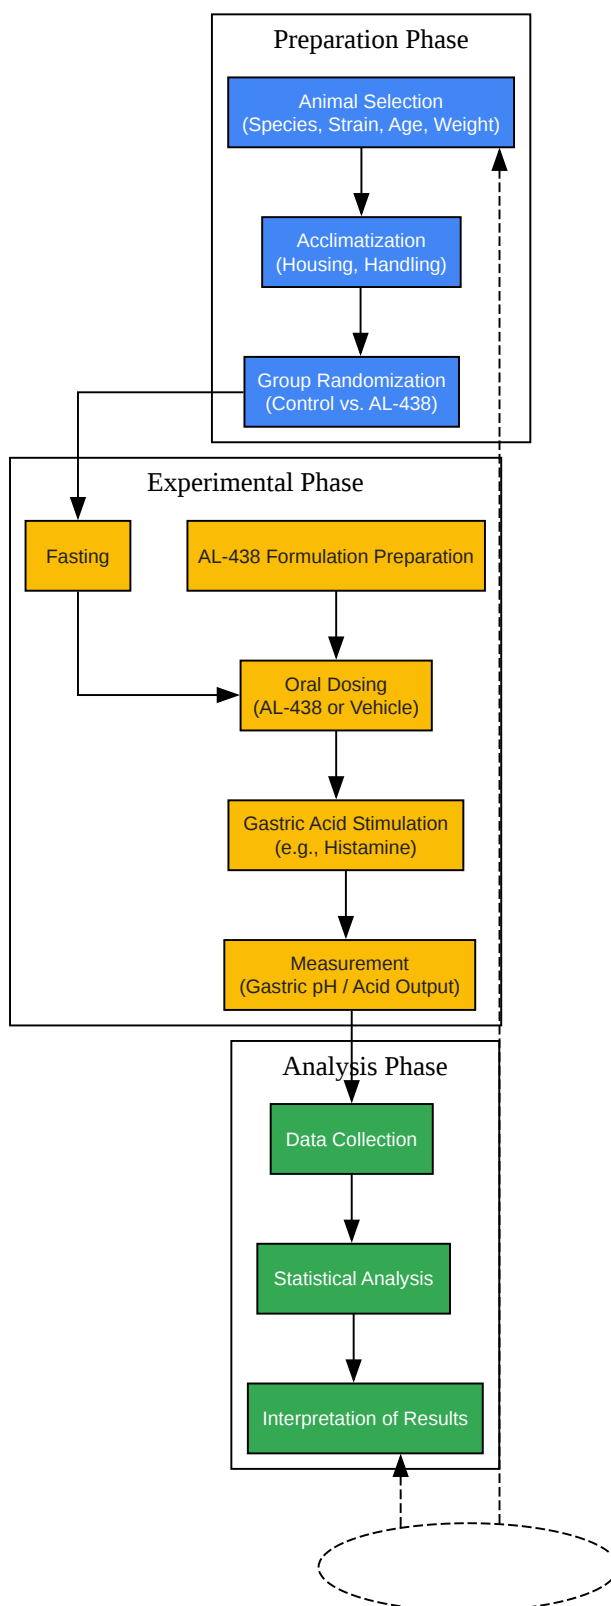 Preparation Phase
Animal Selection
(Species, Strain, Age, Weight)
Acclimatization
(Housing, Handling)
Group Randomization
(Control vs. AL-438)
Experimental Phase
Fasting
AL-438 Formulation Preparation
Oral Dosing
(AL-438 or Vehicle)
Gastric Acid Stimulation
(e.g., Histamine)
Measurement
(Gastric pH / Acid Output)
Analysis Phase
Data Collection
Statistical Analysis
Interpretation of Results